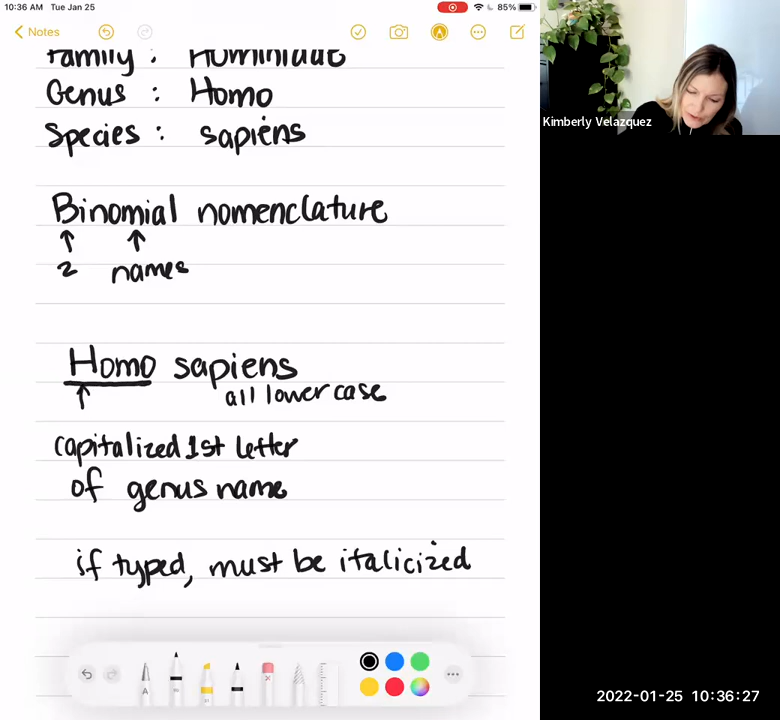 10:36 AM Tue Jan 25
85%
Notes
Family : Hominidae
Genus : Homo
Species : sapiens
Binomial nomenclature
2 names
Homo sapiens
all lower case
capitalized 1st letter
of genus name
if typed, must be italicized
A
Kimberly Velazquez
2022-01-25 10:36:27